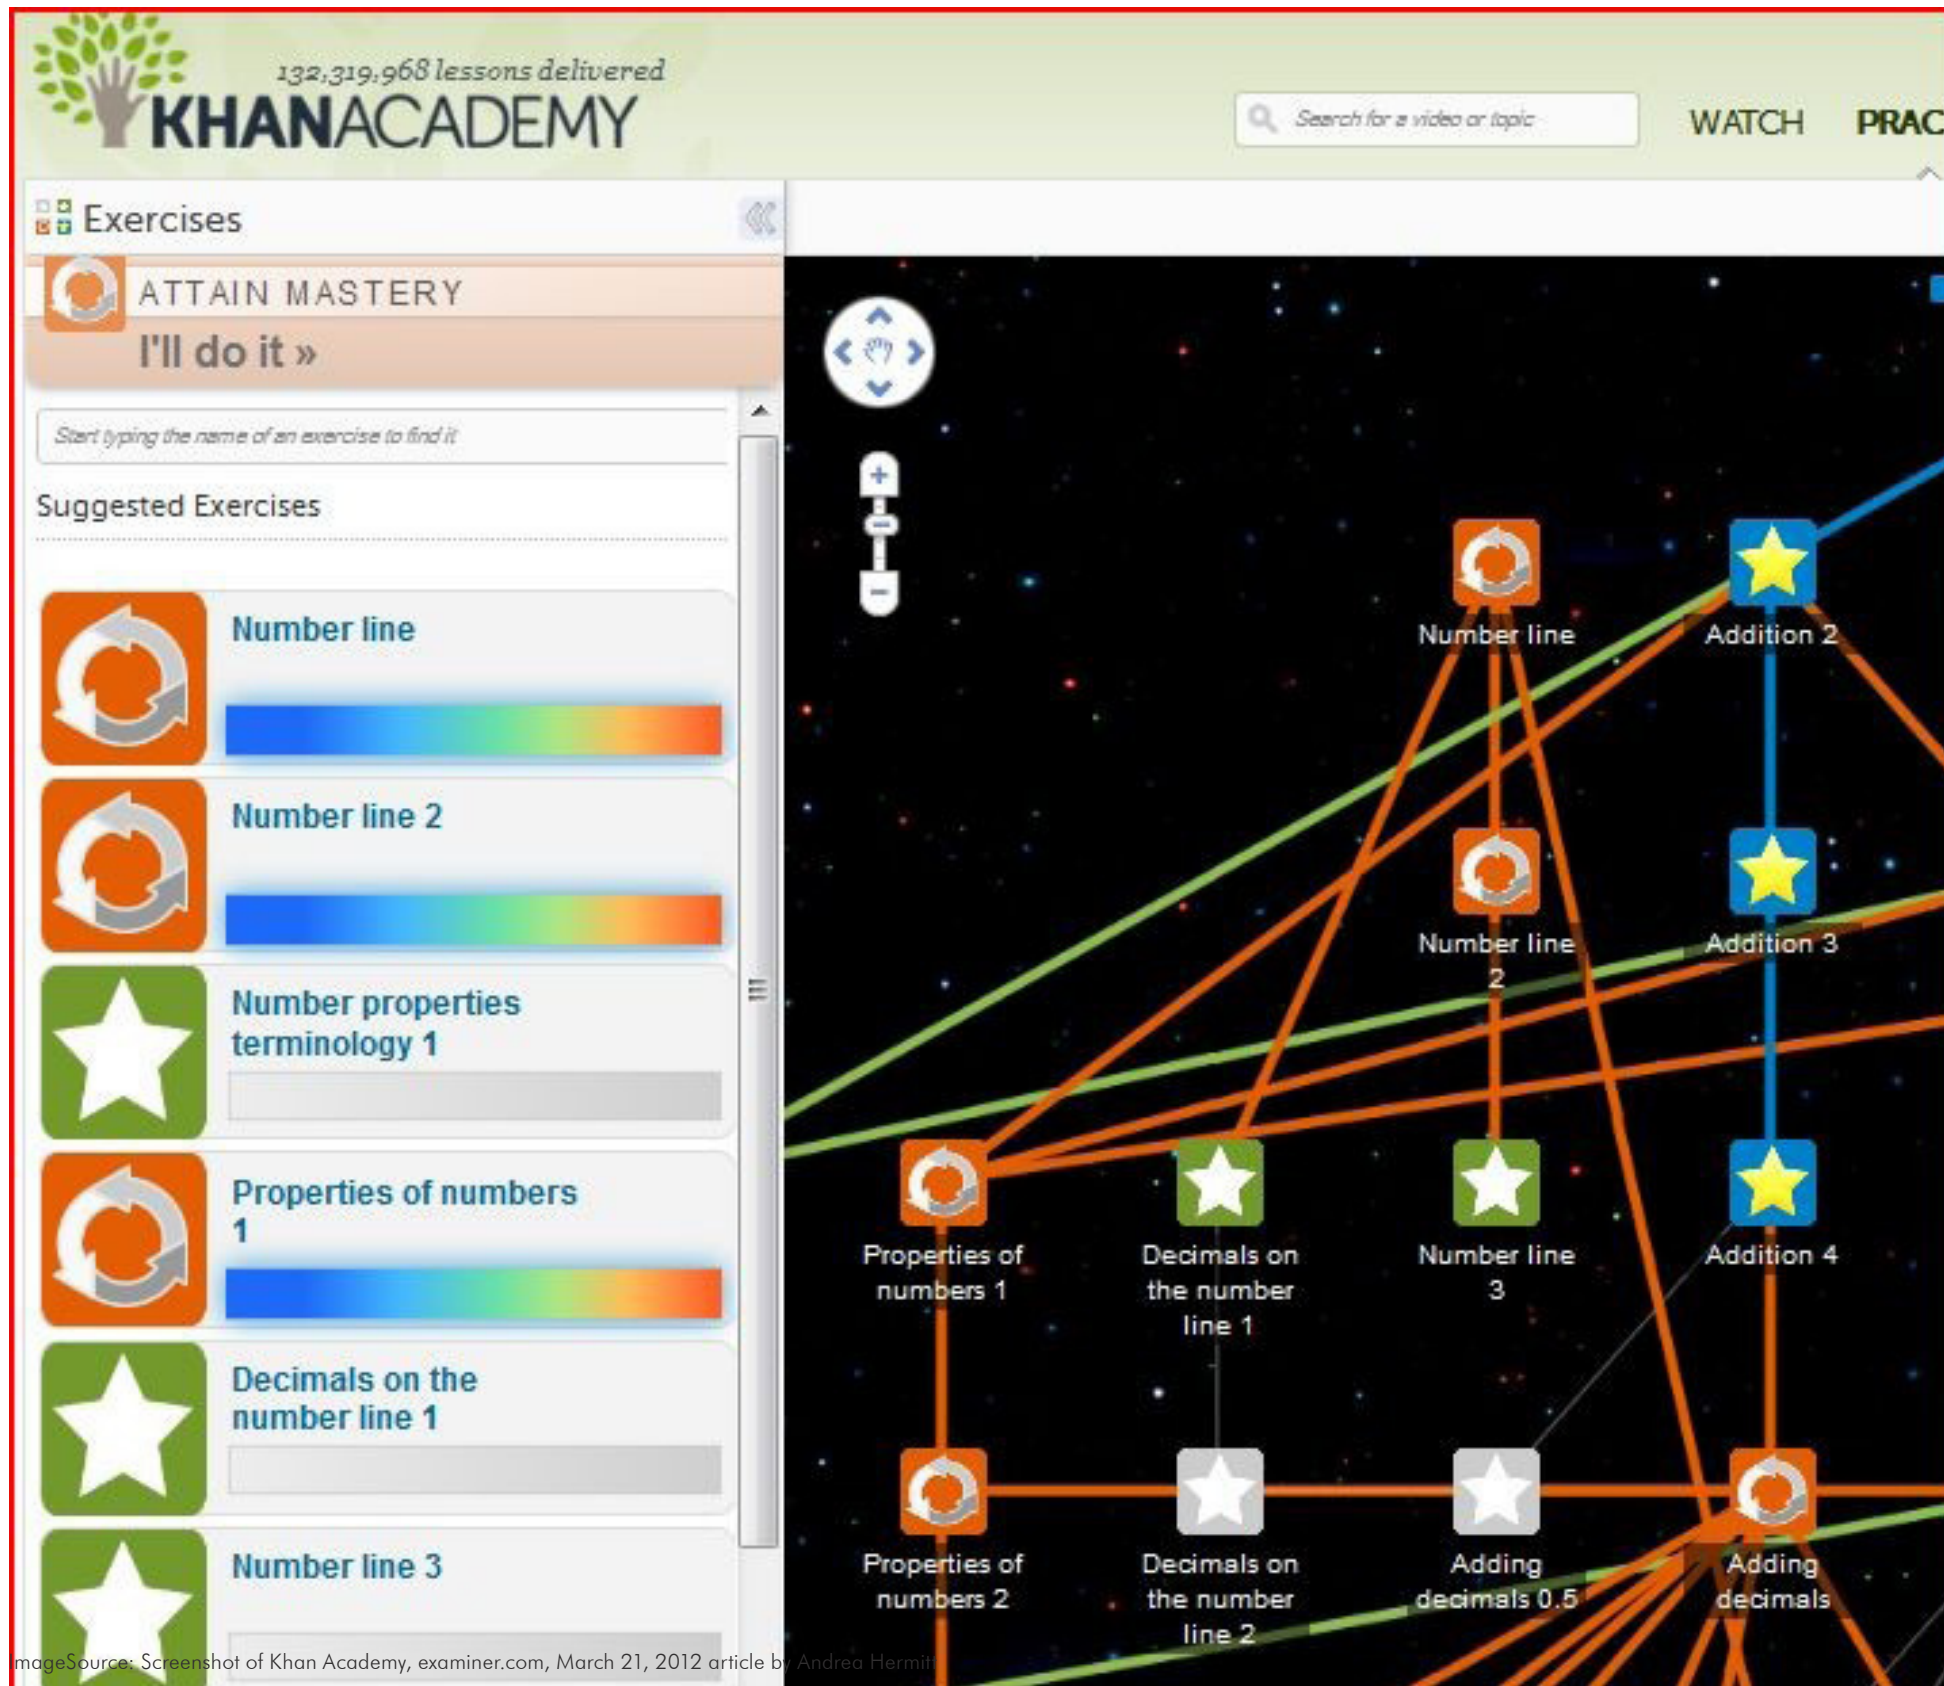 132,319,968 lessons delivered
KHANACADEMY
Search for a video or topic
WATCH
PRAC
Exercises
ATTAIN MASTERY
I'll do it »
Start typing the name of an exercise to find it
Suggested Exercises
Number line
Number line 2
Number properties
terminology 1
Properties of numbers
1
Decimals on the
number line 1
Number line 3
Number line
Addition 2
Number line
2
Addition 3
Properties of
numbers 1
Decimals on
the number
line 1
Number line
3
Addition 4
Properties of
numbers 2
Decimals on
the number
line 2
Adding
decimals 0.5
Adding
decimals
mageSource: Screenshot of Khan Academy, examiner.com, March 21, 2012 article by Andrea Hermitt